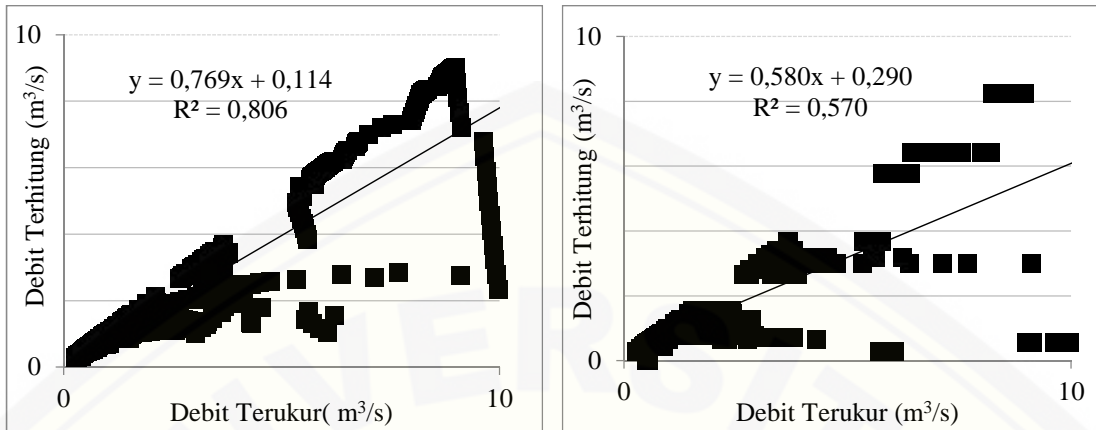 10
y = 0,769x + 0,114
R² = 0,806
Debit Terhitung (m³/s)
0
0
10
Debit Terukur( m³/s)
10
y = 0,580x + 0,290
R² = 0,570
Debit Terhitung (m³/s)
0
0
10
Debit Terukur (m³/s)